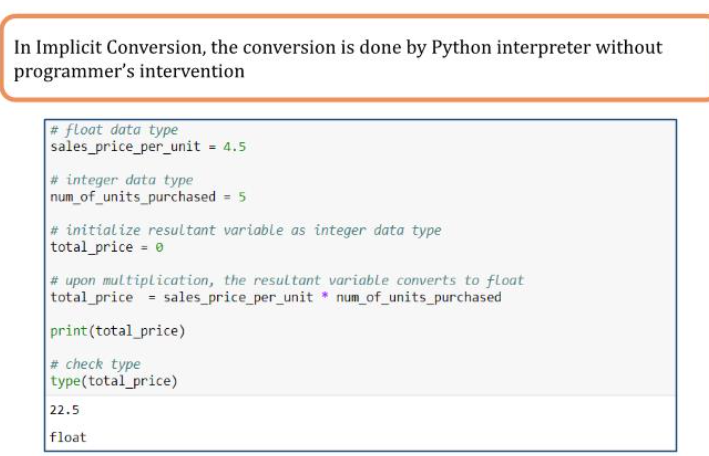 In Implicit Conversion, the conversion is done by Python interpreter without
programmer's intervention
# float data type
sales_price_per_unit = 4.5
# integer data type
num_of_units_purchased = 5
# initialize resultant variable as integer data type
total_price = 0
# upon multiplication, the resultant variable converts to float
total_price  = sales_price_per_unit * num_of_units_purchased
print(total_price)
# check type
type(total_price)
22.5
float